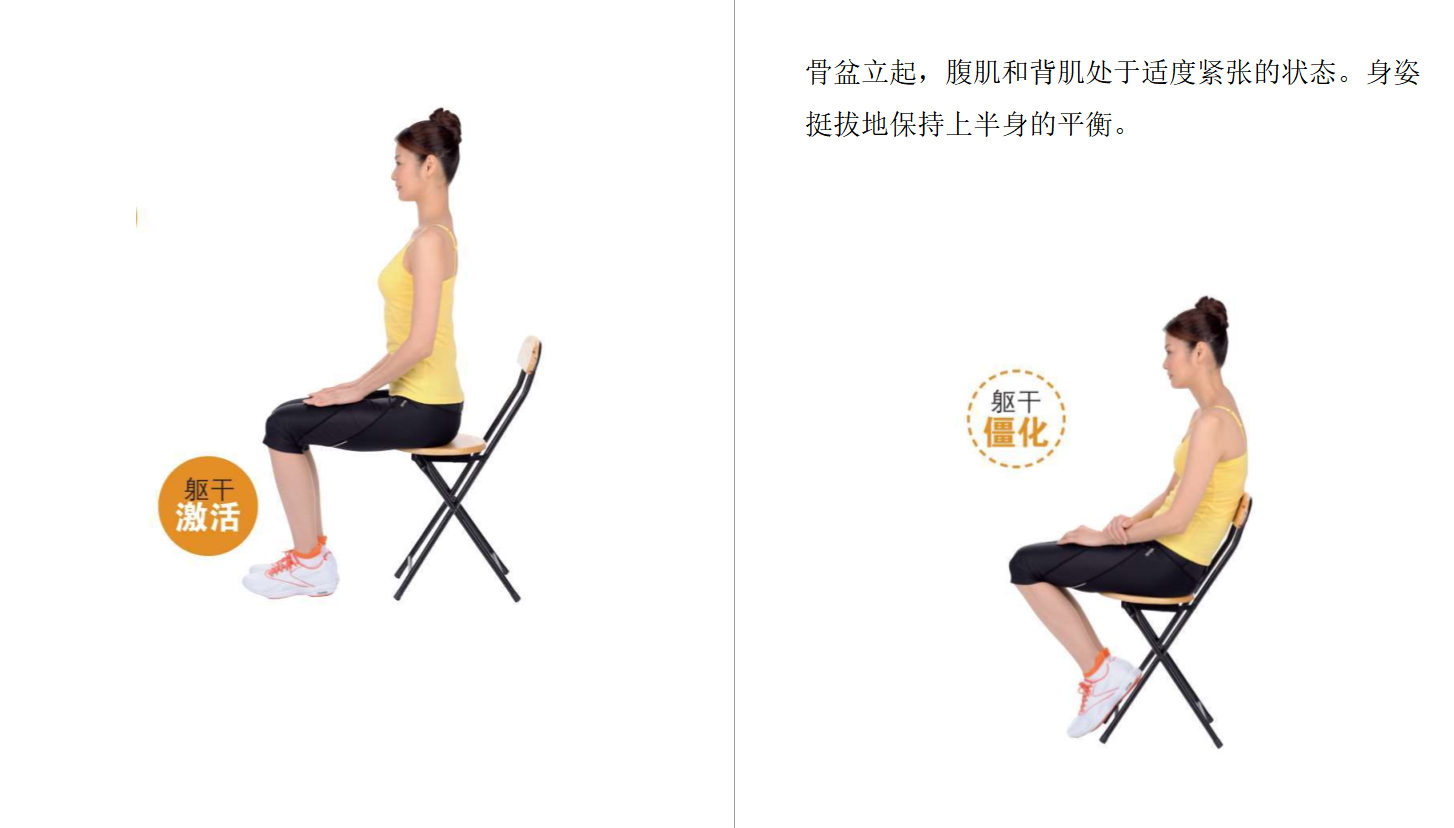 躯干
激活
骨盆立起，腹肌和背肌处于适度紧张的状态。身姿
挺拔地保持上半身的平衡。
躯干
僵化